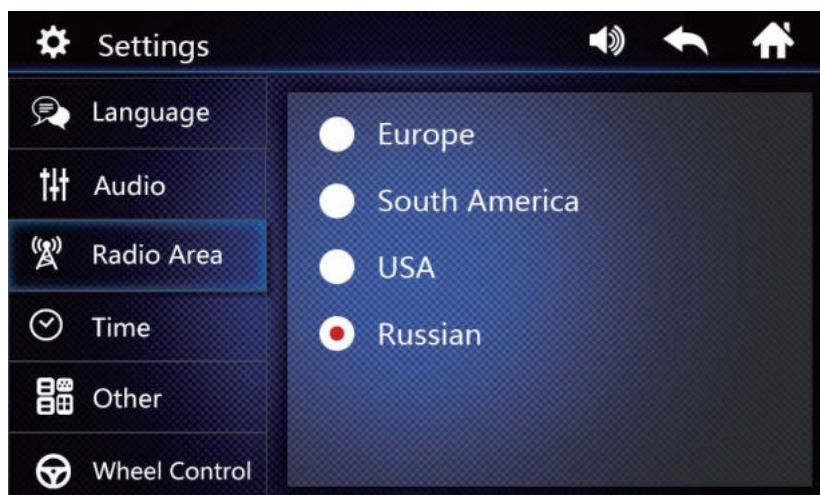 Settings
Language
Audio
Radio Area
Time
Other
Wheel Control
Europe
South America
USA
Russian